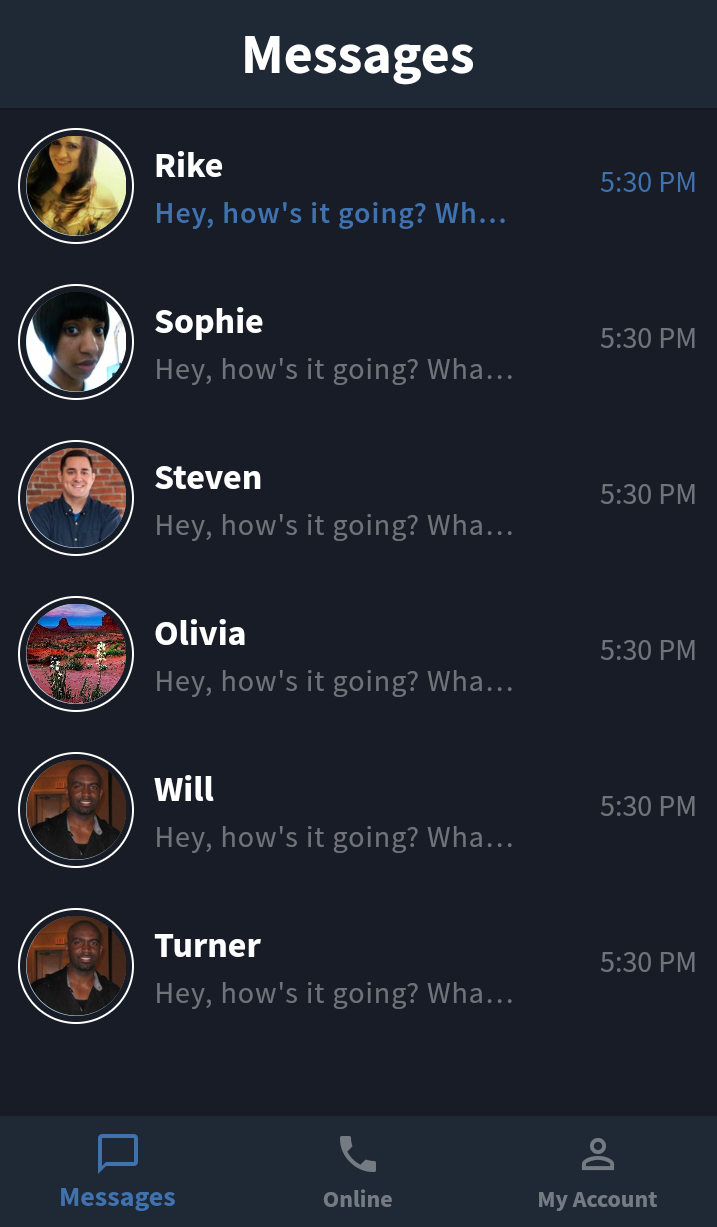 Messages
Rike
5:30 PM
Hey, how's it going? Wh...
Sophie
5:30 PM
Hey, how's it going? Wha...
Steven
5:30 PM
Hey, how's it going? Wha...
Olivia
5:30 PM
Hey, how's it going? Wha...
Will
5:30 PM
Hey, how's it going? Wha...
Turner
5:30 PM
Hey, how's it going? Wha...
Messages
Online
My Account